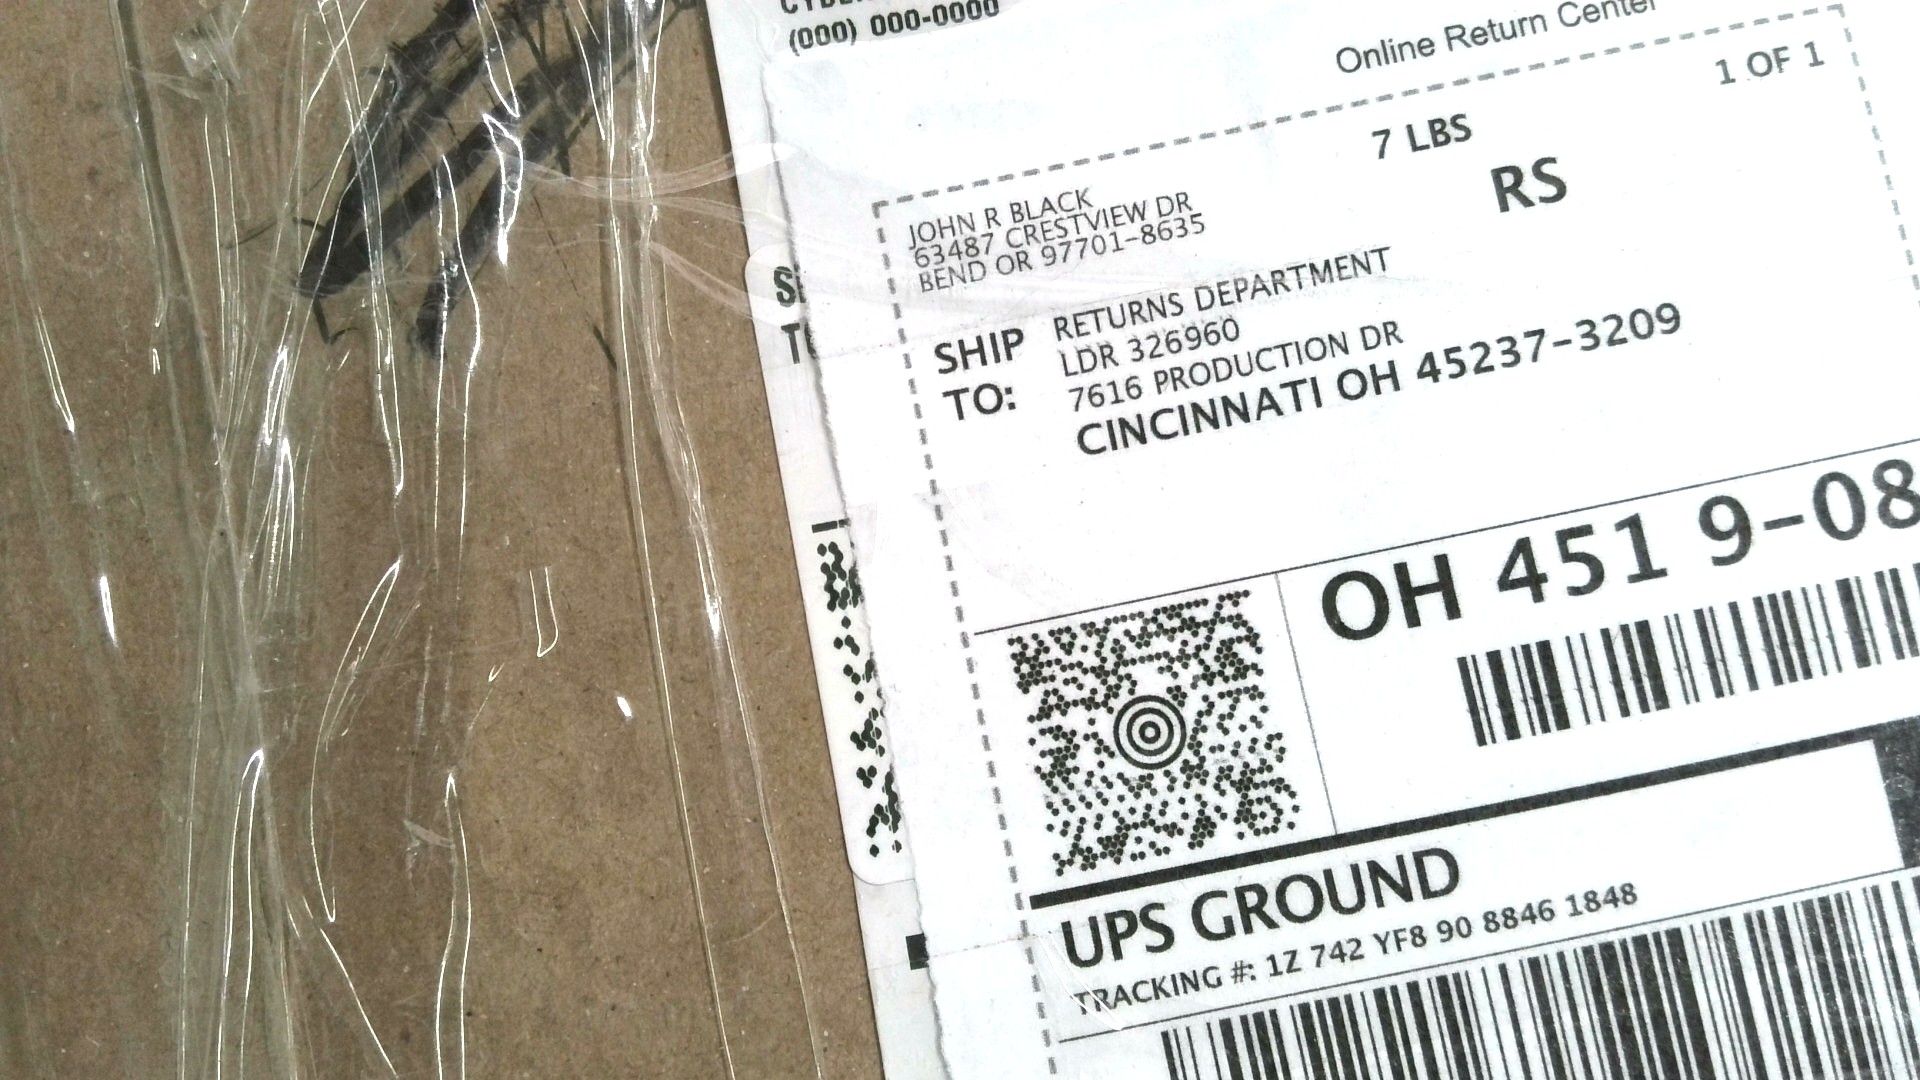 (000) 000-0000
Online Return Center
1 OF 1
7 LBS
RS
JOHN R BLACK
63487 CRESTVIEW DR
BEND OR 97701-8635
SHIP TO:
RETURNS DEPARTMENT
LDR 326960
7616 PRODUCTION DR
CINCINNATI OH 45237-3209
OH 451 9-08
UPS GROUND
TRACKING #: 1Z 742 YF8 90 8846 1848